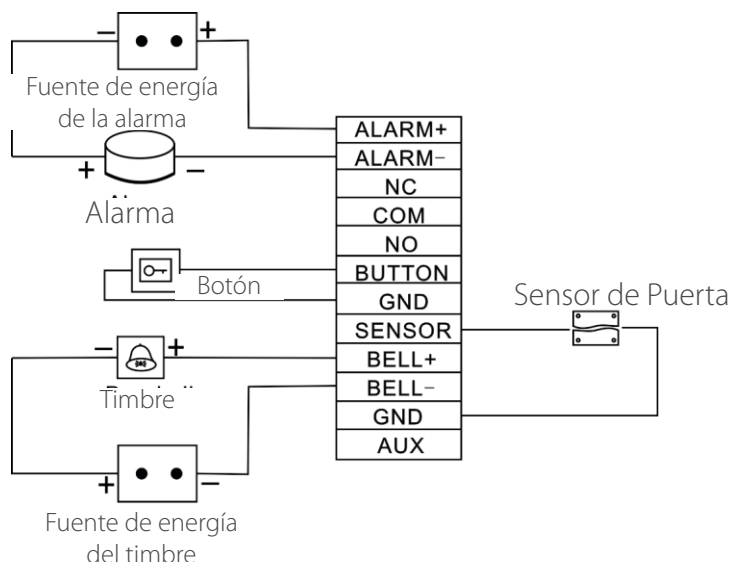 − +
Fuente de energía
de la alarma
+ −
Alarma
Botón
− +
Timbre
+ −
Fuente de energía
del timbre
ALARM+
ALARM−
NC
COM
NO
BUTTON
GND
SENSOR
BELL+
BELL−
GND
AUX
Sensor de Puerta